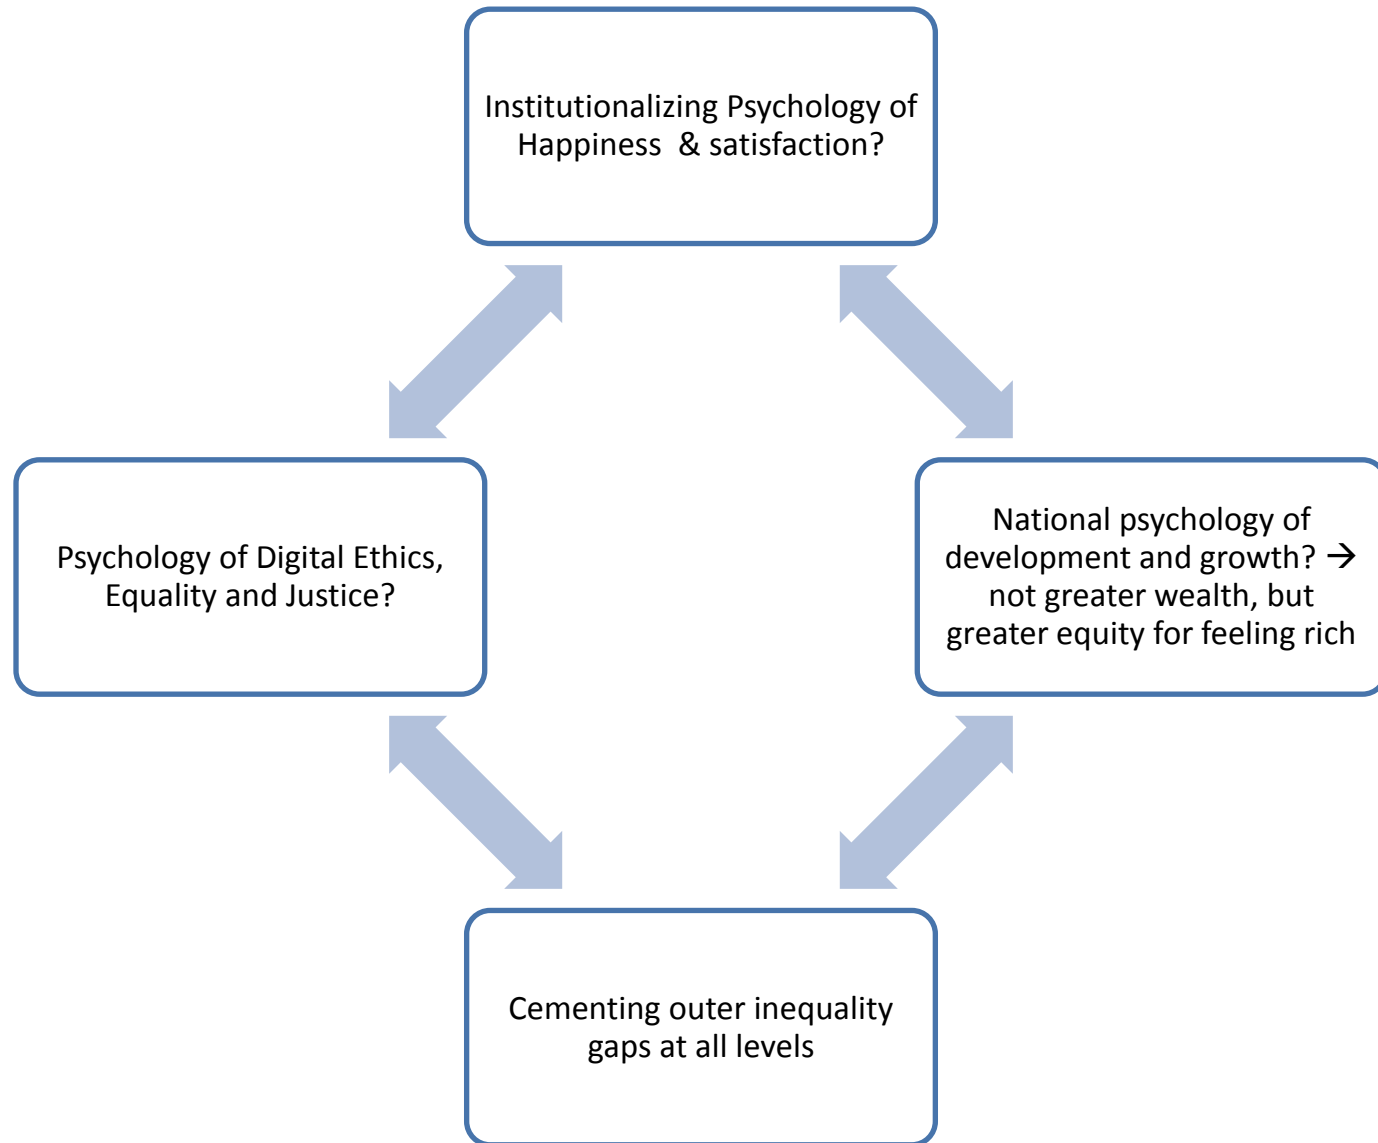 Institutionalizing Psychology of
Happiness  & satisfaction?
Psychology of Digital Ethics,
Equality and Justice?
National psychology of
development and growth? →
not greater wealth, but
greater equity for feeling rich
Cementing outer inequality
gaps at all levels